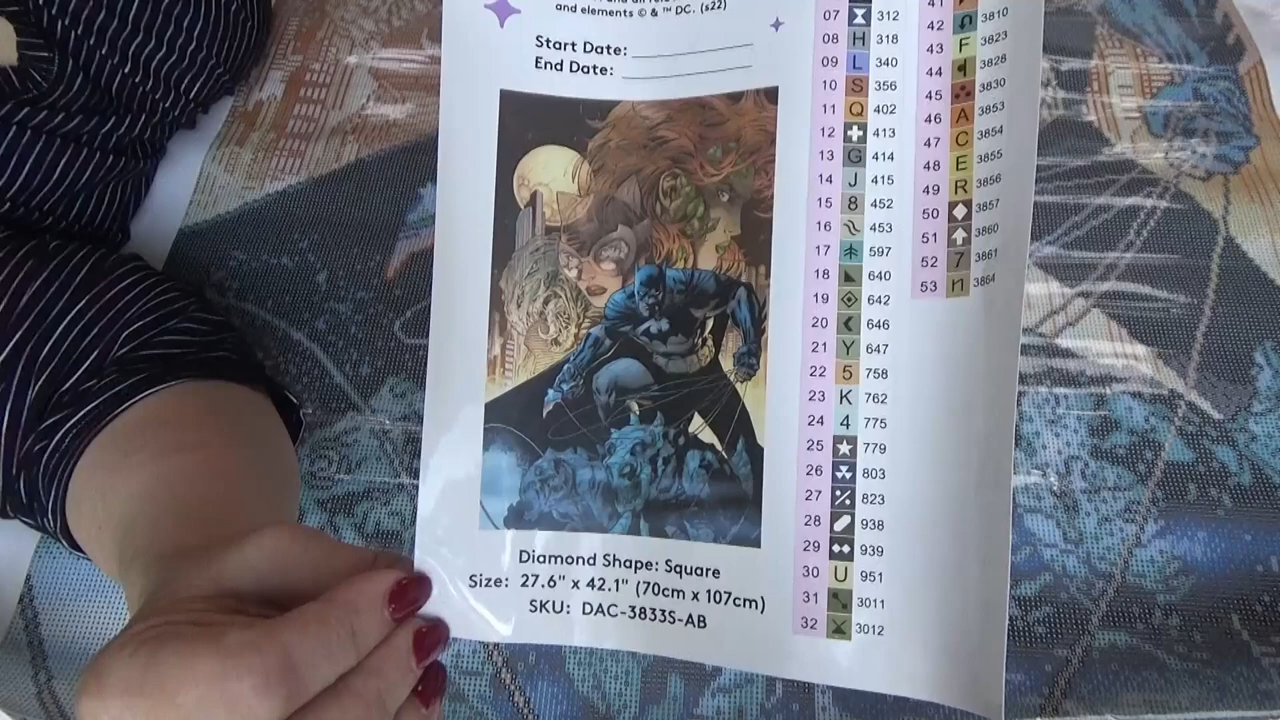 and elements © & ™ DC. (s22)
Start Date:
End Date:
Diamond Shape: Square
Size: 27.6" x 42.1" (70cm x 107cm)
SKU: DAC-3833S-AB
07 312
08 H 318
09 L 340
10 S 356
11 Q 402
12 413
13 G 414
14 J 415
15 8 452
16 453
17 597
18 640
19 642
20 646
21 Y 647
22 5 758
23 K 762
24 4 775
25 779
26 803
27 823
28 938
29 939
30 U 951
31 3011
32 3012
41
42 3810
43 F 3823
44 3828
45 3830
46 A 3853
47 C 3854
48 E 3855
49 R 3856
50 3857
51 3860
52 7 3861
53 n 3864